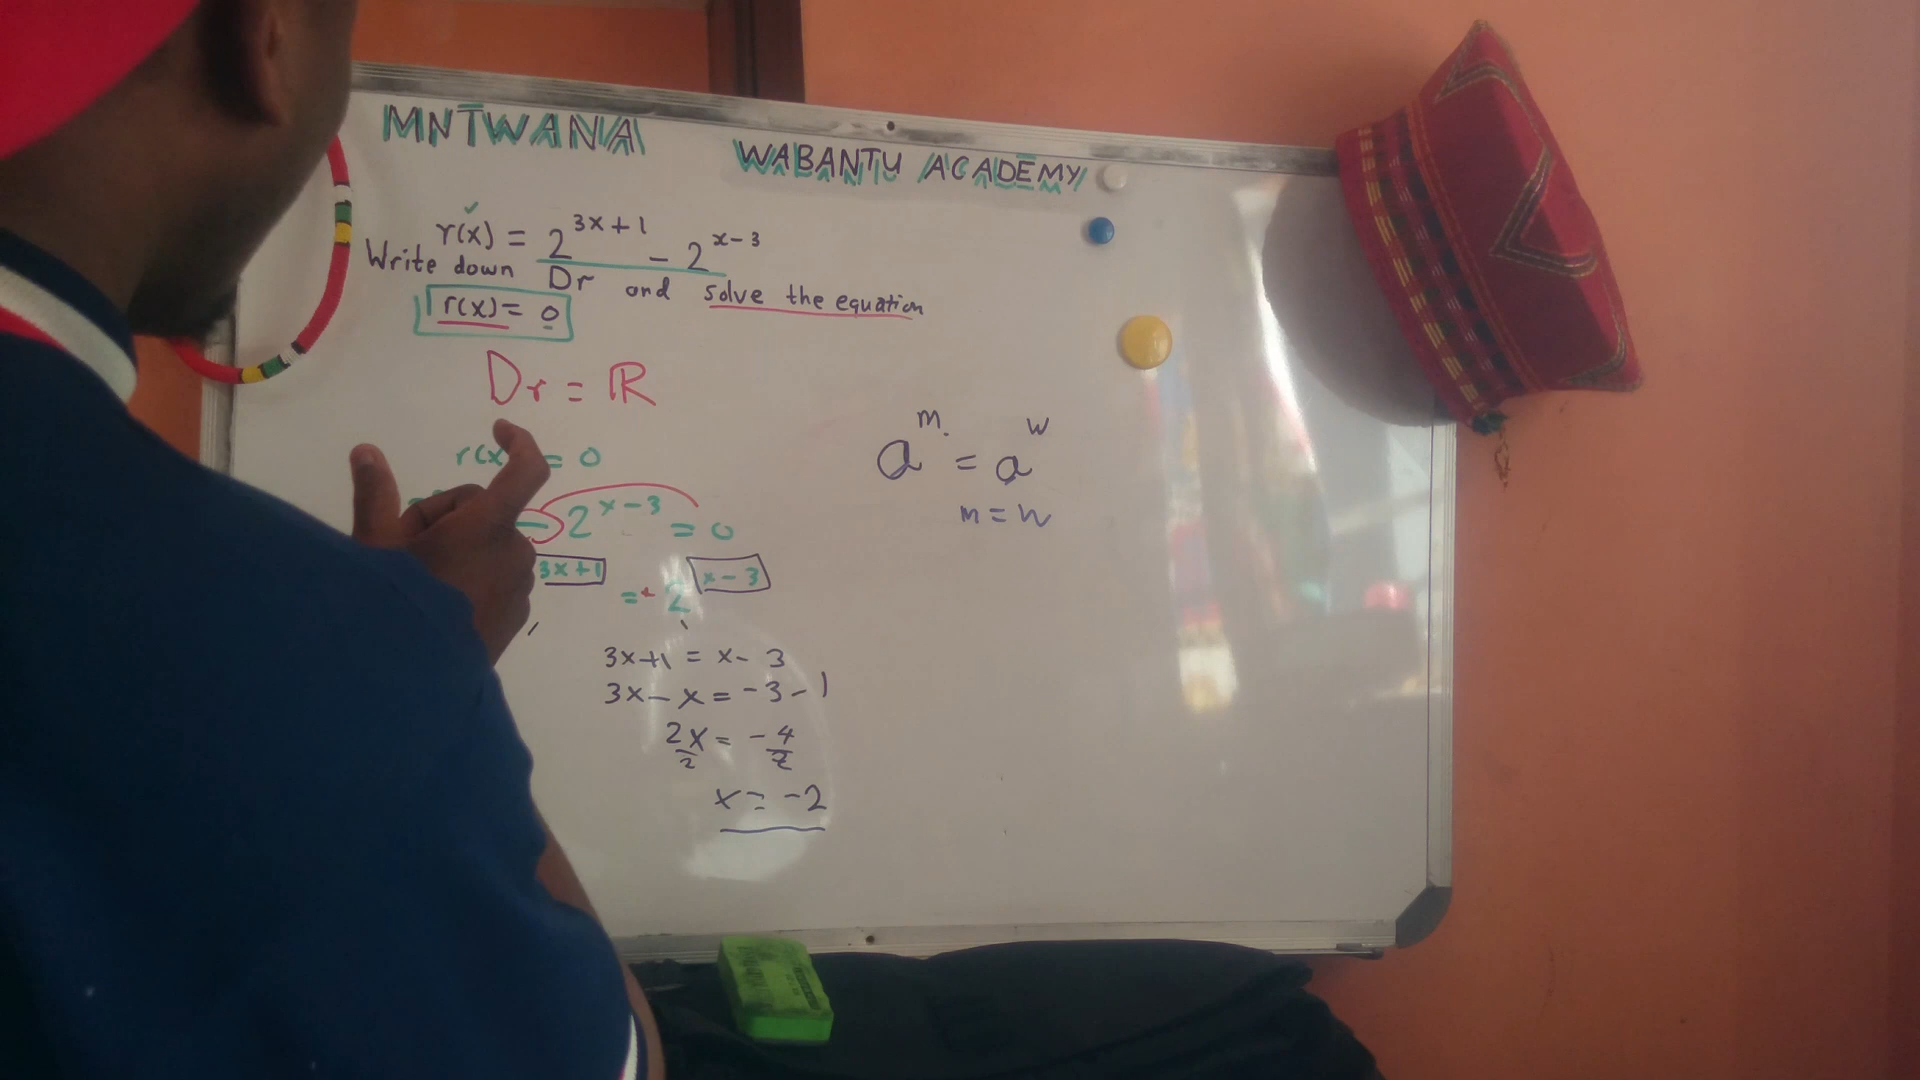 MNTWANA WABANTU ACADEMY
r(x) = 2^{3x+1} - 2^{x-3}
Write down Dr and solve the equation
r(x) = 0
Dr = ℝ
r(x = 0
- 2^{x-3} = 0
3x+1 = + 2^{x-3}
3x+1 = x - 3
3x - x = -3 - 1
2x/2 = -4/2
x = -2
a^m = a^n
m = n